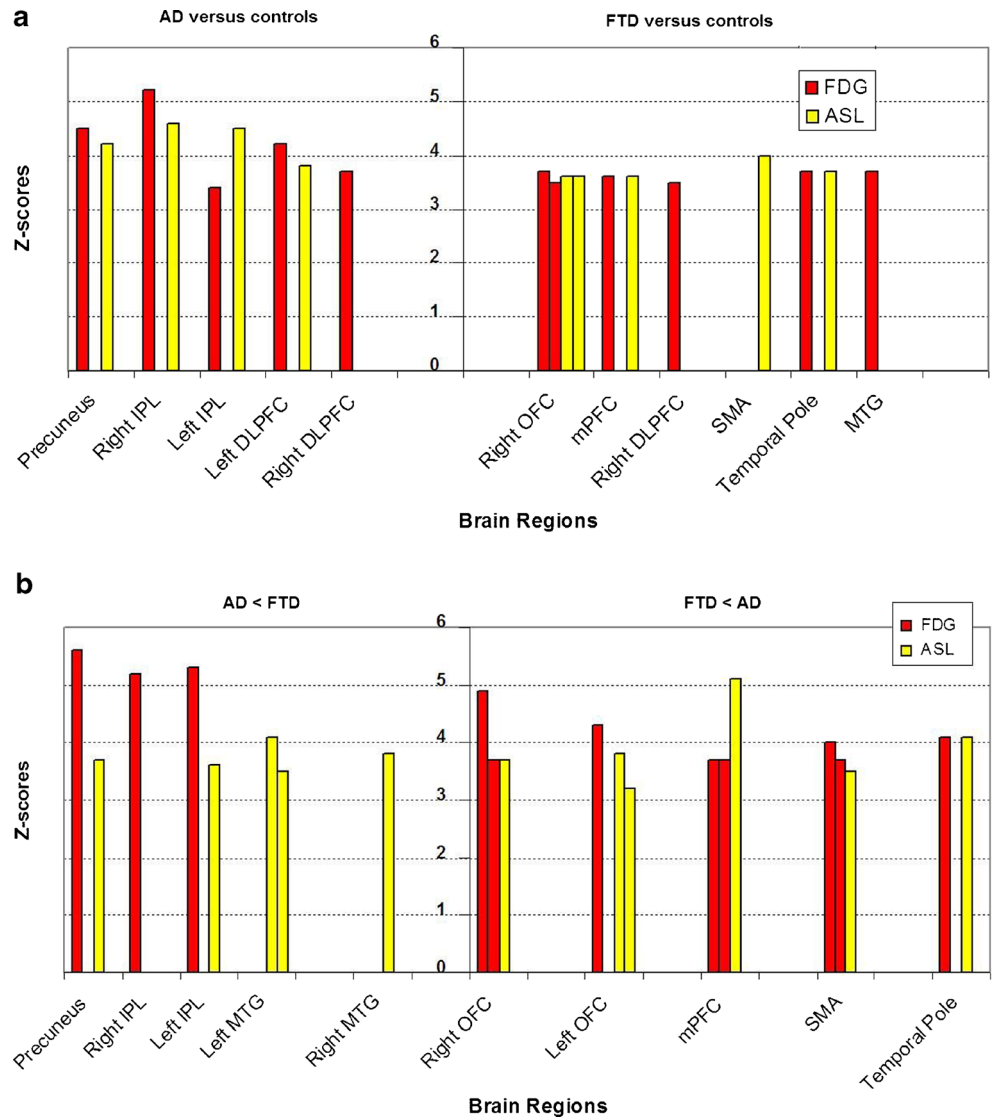 a
AD versus controls
FTD versus controls
FDG
ASL
Z-scores
6
5
4
3
2
1
0
Precuneus
Right IPL
Left IPL
Left DLPFC
Right DLPFC
Right OFC
mPFC
Right DLPFC
SMA
Temporal Pole
MTG
Brain Regions
b
AD < FTD
FTD < AD
FDG
ASL
Z-scores
6
5
4
3
2
1
0
Precuneus
Right IPL
Left IPL
Left MTG
Right MTG
Right OFC
Left OFC
mPFC
SMA
Temporal Pole
Brain Regions